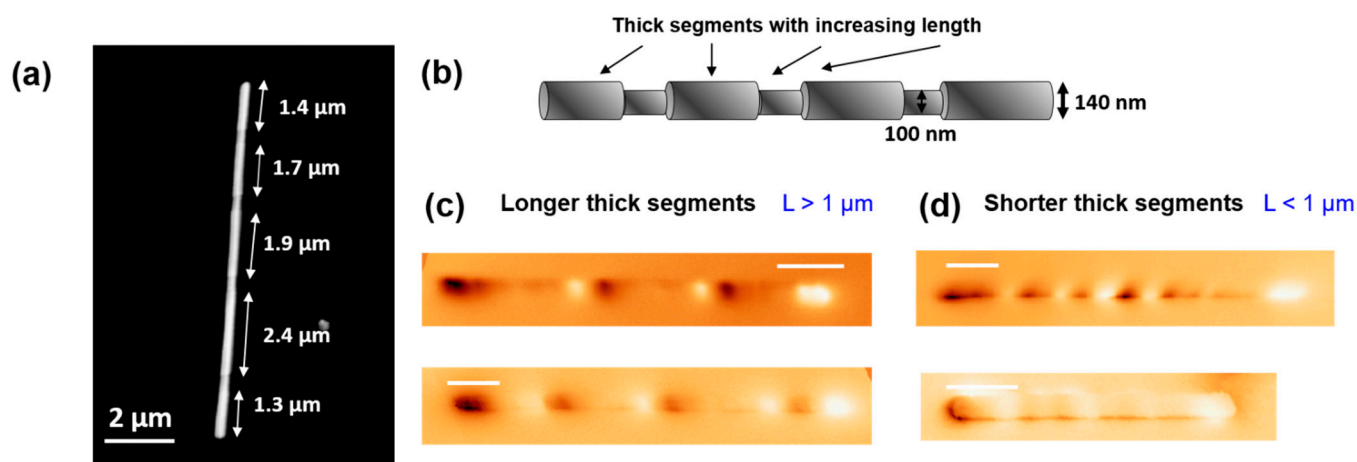 (a)
1.4 µm
1.7 µm
1.9 µm
2.4 µm
1.3 µm
2 µm
Thick segments with increasing length
(b)
140 nm
100 nm
(c) Longer thick segments L > 1 µm
(d) Shorter thick segments L < 1 µm